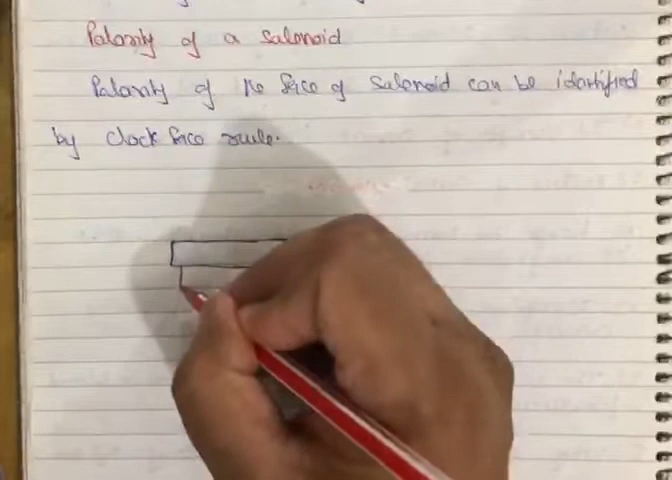 Polarity of a Solenoid
Polarity of the face of Solenoid can be identified
by clock face rule.